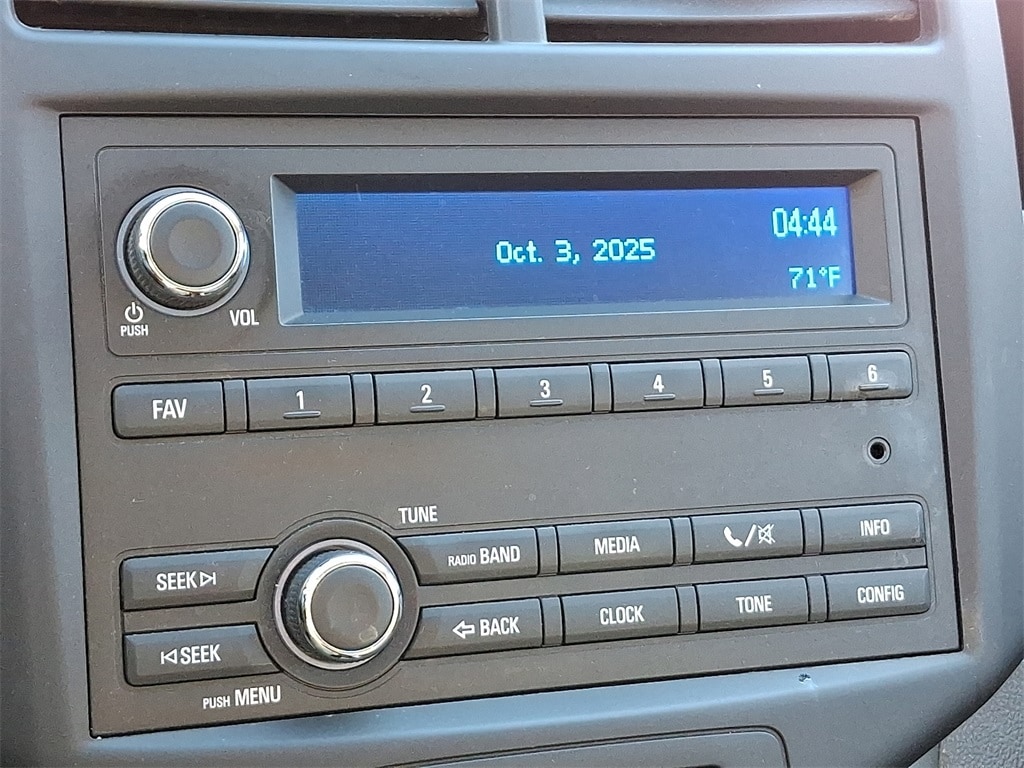 04:44
Oct. 3, 2025
71°F
PUSH
VOL
FAV 1 2 3 4 5 6
TUNE
SEEK RADIO BAND MEDIA / INFO
SEEK BACK CLOCK TONE CONFIG
PUSH MENU